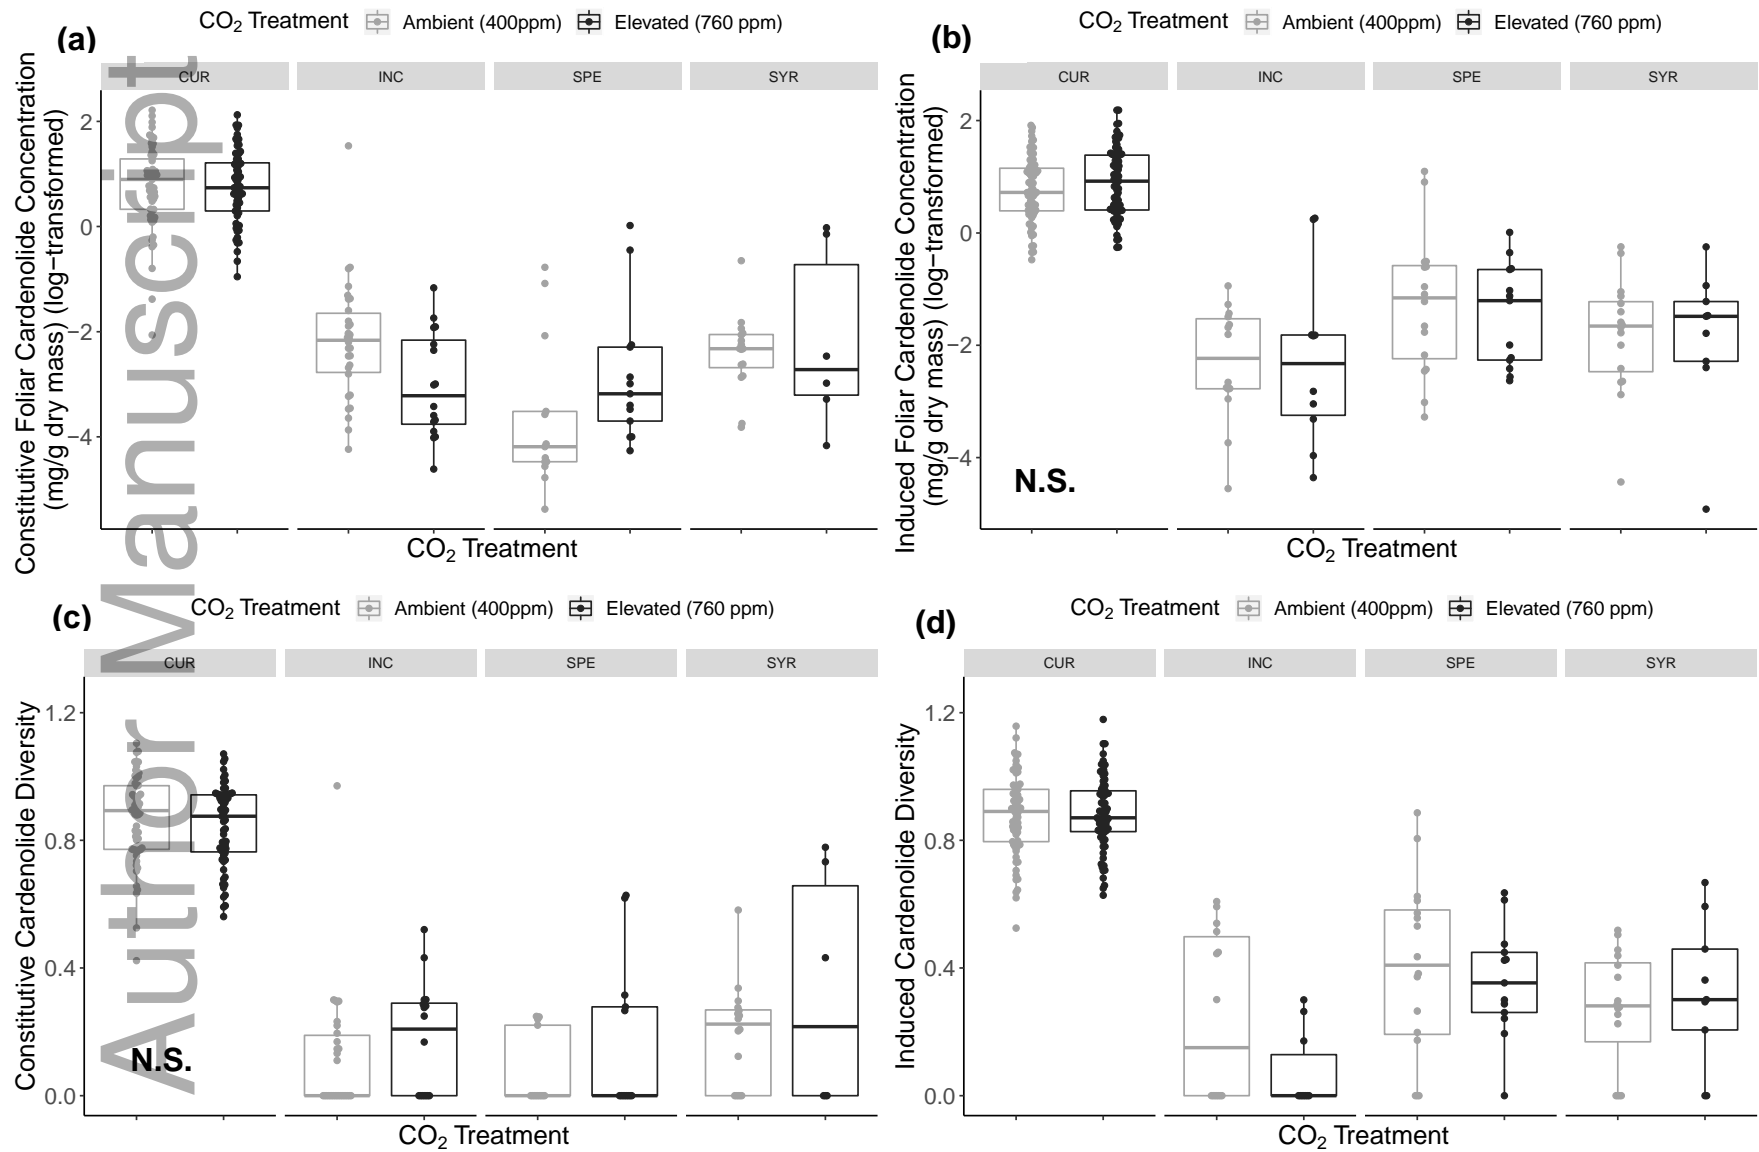 (a)
CO2 Treatment Ambient (400ppm) Elevated (760 ppm)
CUR INC SPE SYR
Constitutive Foliar Cardenolide Concentration
(mg/g dry mass) (log−transformed)
2
0
−2
−4
CO2 Treatment
(b)
CO2 Treatment Ambient (400ppm) Elevated (760 ppm)
CUR INC SPE SYR
Induced Foliar Cardenolide Concentration
(mg/g dry mass) (log−transformed)
2
0
−2
−4
N.S.
CO2 Treatment
(c)
CO2 Treatment Ambient (400ppm) Elevated (760 ppm)
CUR INC SPE SYR
Constitutive Cardenolide Diversity
1.2
0.8
0.4
0.0
N.S.
CO2 Treatment
(d)
CO2 Treatment Ambient (400ppm) Elevated (760 ppm)
CUR INC SPE SYR
Induced Cardenolide Diversity
1.2
0.8
0.4
0.0
CO2 Treatment
Author Manuscript